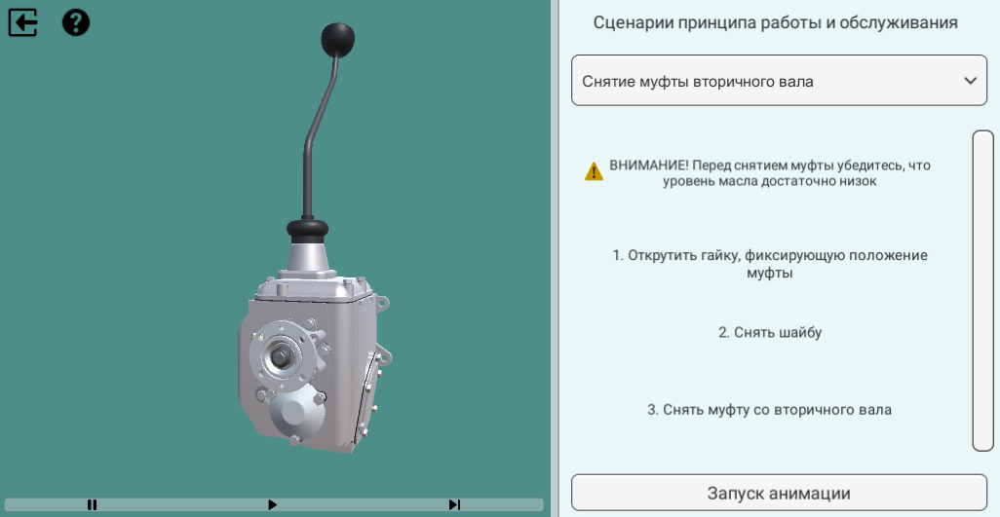 Сценарии принципа работы и обслуживания
Снятие муфты вторичного вала
ВНИМАНИЕ! Перед снятием муфты убедитесь, что
уровень масла достаточно низок
1. Открутить гайку, фиксирующую положение
муфты
2. Снять шайбу
3. Снять муфту со вторичного вала
Запуск анимации